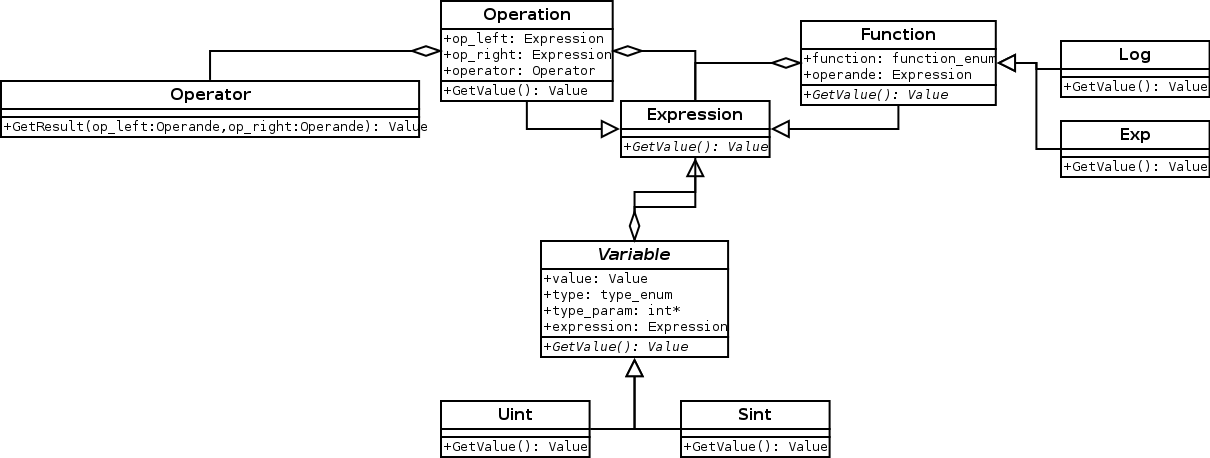 Operation
+op_left: Expression
+op_right: Expression
+operator: Operator
+GetValue(): Value
Function
+function: function_enum
+operande: Expression
+GetValue(): Value
Log
+GetValue(): Value
Exp
+GetValue(): Value
Operator
+GetResult(op_left:Operande,op_right:Operande): Value
Expression
+GetValue(): Value
Variable
+value: Value
+type: type_enum
+type_param: int*
+expression: Expression
+GetValue(): Value
Uint
+GetValue(): Value
Sint
+GetValue(): Value